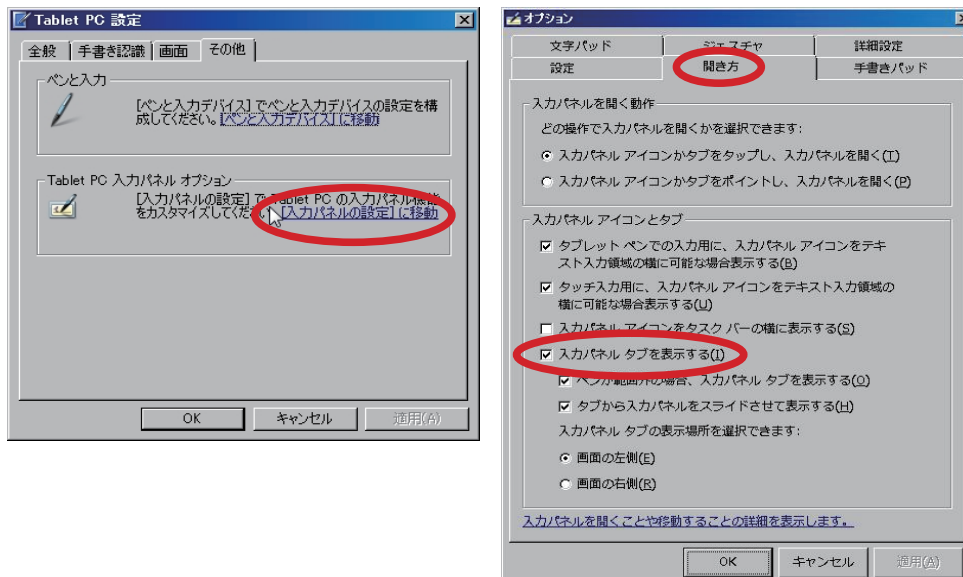 Tablet PC 設定
全般
手書き認識
画面
その他
ペンと入力
[ペンと入力デバイス] でペンと入力デバイスの設定を構
成してください。[ペンと入力デバイス] に移動
Tablet PC 入力パネル オプション
[入力パネルの設定] で Tablet PC の入力パネル機能
をカスタマイズしてください [入力パネルの設定] に移動
OK
キャンセル
適用(A)
オプション
文字パッド
ジェスチャ
詳細設定
設定
開き方
手書きパッド
入力パネルを開く動作
どの操作で入力パネルを開くかを選択できます:
入力パネル アイコンかタブをタップし、入力パネルを開く(T)
入力パネル アイコンかタブをポイントし、入力パネルを開く(P)
入力パネル アイコンとタブ
タブレット ペンでの入力用に、入力パネル アイコンをテキ
スト入力領域の横に可能な場合表示する(B)
タッチ入力用に、入力パネル アイコンをテキスト入力領域の
横に可能な場合表示する(U)
入力パネル アイコンをタスク バーの横に表示する(S)
入力パネル タブを表示する(I)
ペンが範囲外の場合、入力パネル タブを表示する(O)
タブから入力パネルをスライドさせて表示する(H)
入力パネル タブの表示場所を選択できます:
画面の左側(E)
画面の右側(R)
入力パネルを開くことや移動することの詳細を表示します。
OK
キャンセル
適用(A)